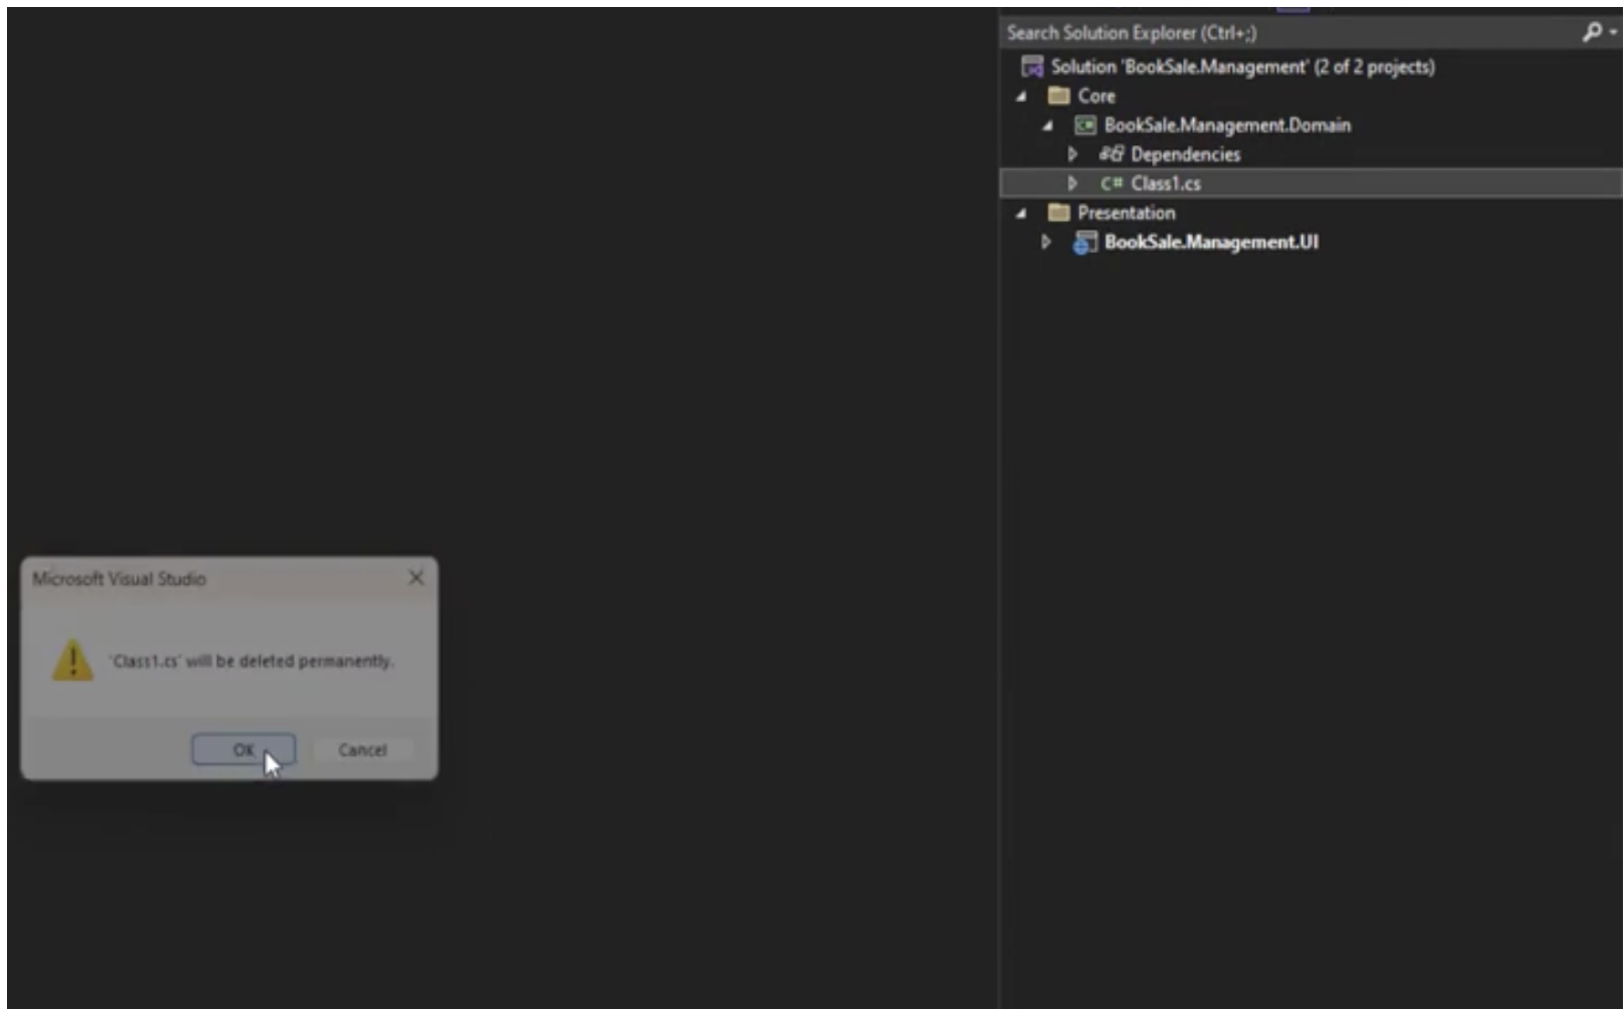 Search Solution Explorer (Ctrl+;)
Solution 'BookSale.Management' (2 of 2 projects)
Core
BookSale.Management.Domain
Dependencies
C# Class1.cs
Presentation
BookSale.Management.UI
Microsoft Visual Studio
'Class1.cs' will be deleted permanently.
OK
Cancel